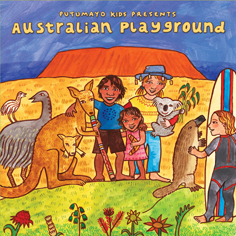 PUTUMAYO KIDS PRESENTS
AUSTRALIAN PLAYGROUND